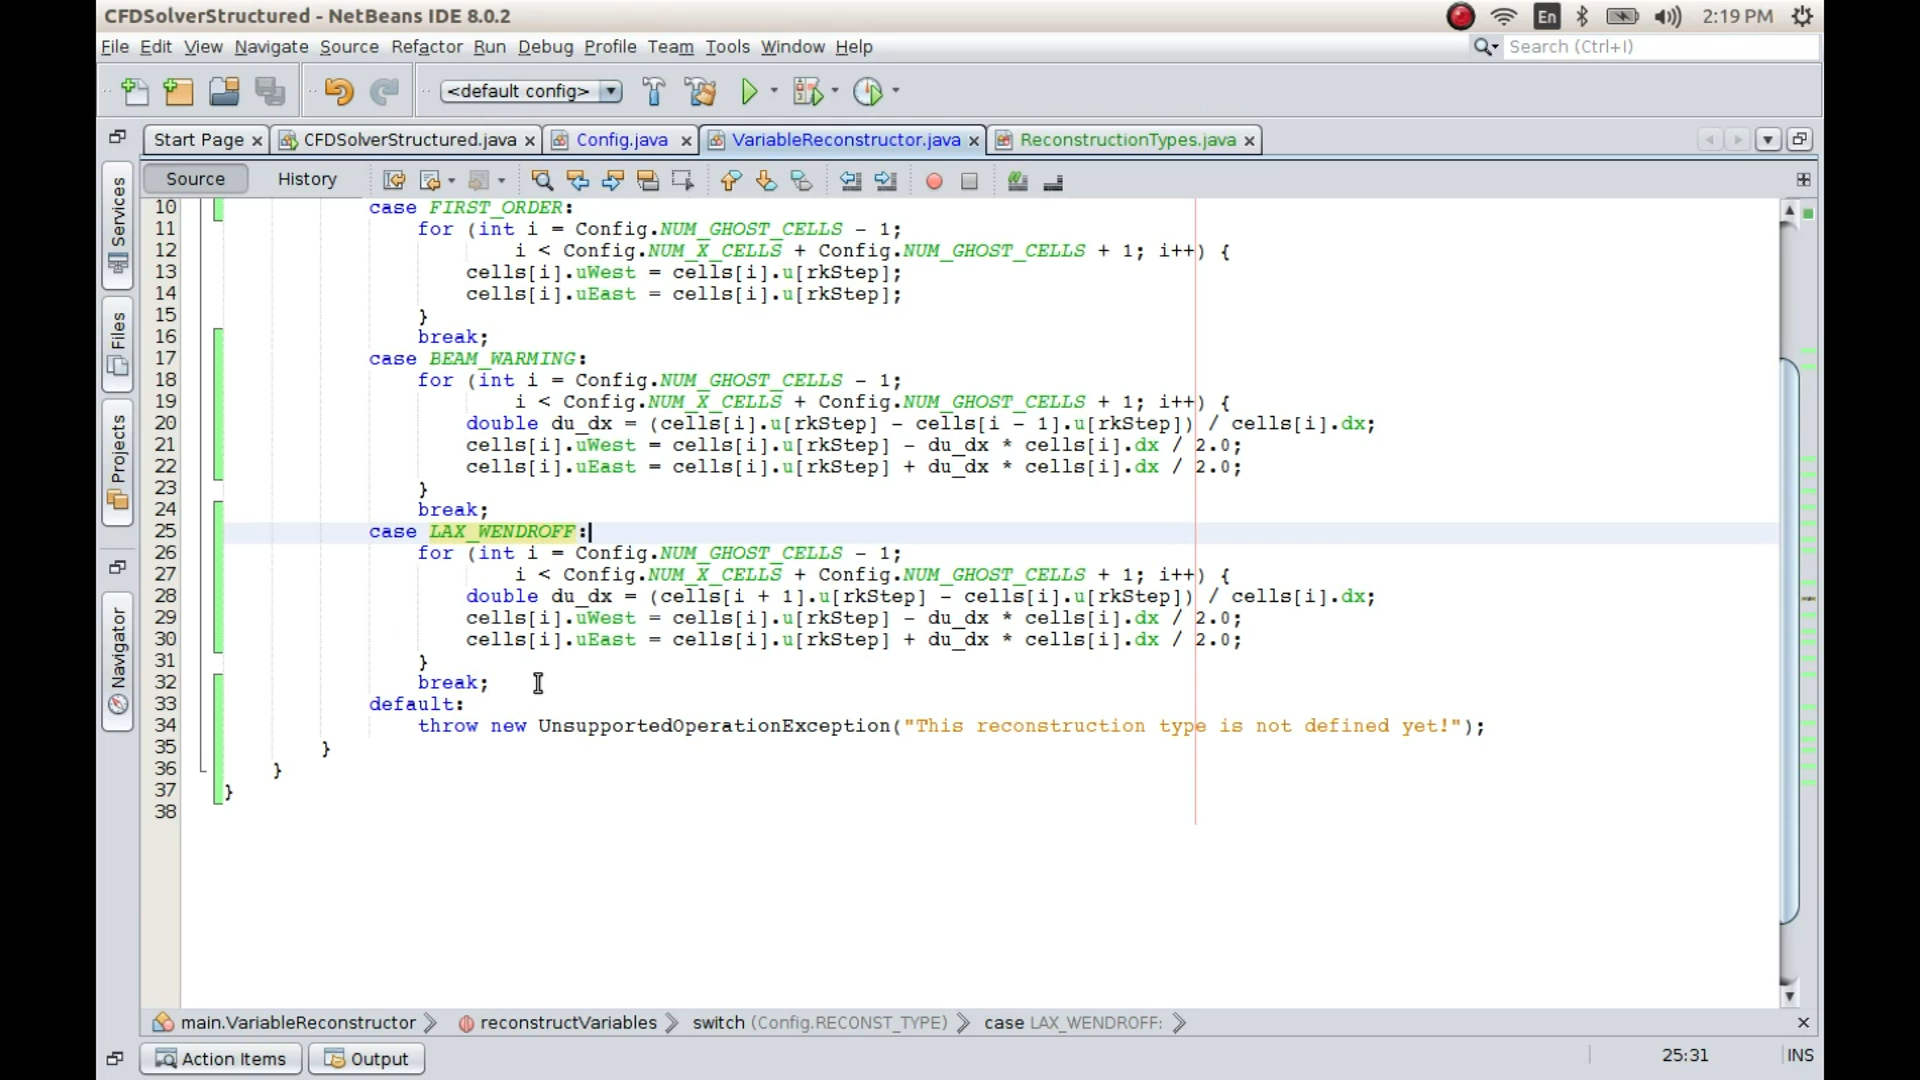 CFDSolverStructured - NetBeans IDE 8.0.2
En
2:19 PM
File Edit View Navigate Source Refactor Run Debug Profile Team Tools Window Help
Search (Ctrl+I)
<default config>
Start Page CFDSolverStructured.java Config.java VariableReconstructor.java ReconstructionTypes.java
Source History
Services
Files
Projects
Navigator
10 case FIRST_ORDER:
11 for (int i = Config.NUM_GHOST_CELLS - 1;
12 i < Config.NUM_X_CELLS + Config.NUM_GHOST_CELLS + 1; i++) {
13 cells[i].uWest = cells[i].u[rkStep];
14 cells[i].uEast = cells[i].u[rkStep];
15 }
16 break;
17 case BEAM_WARMING:
18 for (int i = Config.NUM_GHOST_CELLS - 1;
19 i < Config.NUM_X_CELLS + Config.NUM_GHOST_CELLS + 1; i++) {
20 double du_dx = (cells[i].u[rkStep] - cells[i - 1].u[rkStep]) / cells[i].dx;
21 cells[i].uWest = cells[i].u[rkStep] - du_dx * cells[i].dx / 2.0;
22 cells[i].uEast = cells[i].u[rkStep] + du_dx * cells[i].dx / 2.0;
23 }
24 break;
25 case LAX_WENDROFF:
26 for (int i = Config.NUM_GHOST_CELLS - 1;
27 i < Config.NUM_X_CELLS + Config.NUM_GHOST_CELLS + 1; i++) {
28 double du_dx = (cells[i + 1].u[rkStep] - cells[i].u[rkStep]) / cells[i].dx;
29 cells[i].uWest = cells[i].u[rkStep] - du_dx * cells[i].dx / 2.0;
30 cells[i].uEast = cells[i].u[rkStep] + du_dx * cells[i].dx / 2.0;
31 }
32 break;
33 default:
34 throw new UnsupportedOperationException("This reconstruction type is not defined yet!");
35 }
36 }
37 }
38
main.VariableReconstructor reconstructVariables switch (Config.RECONST_TYPE) case LAX_WENDROFF:
Action Items Output 25:31 INS